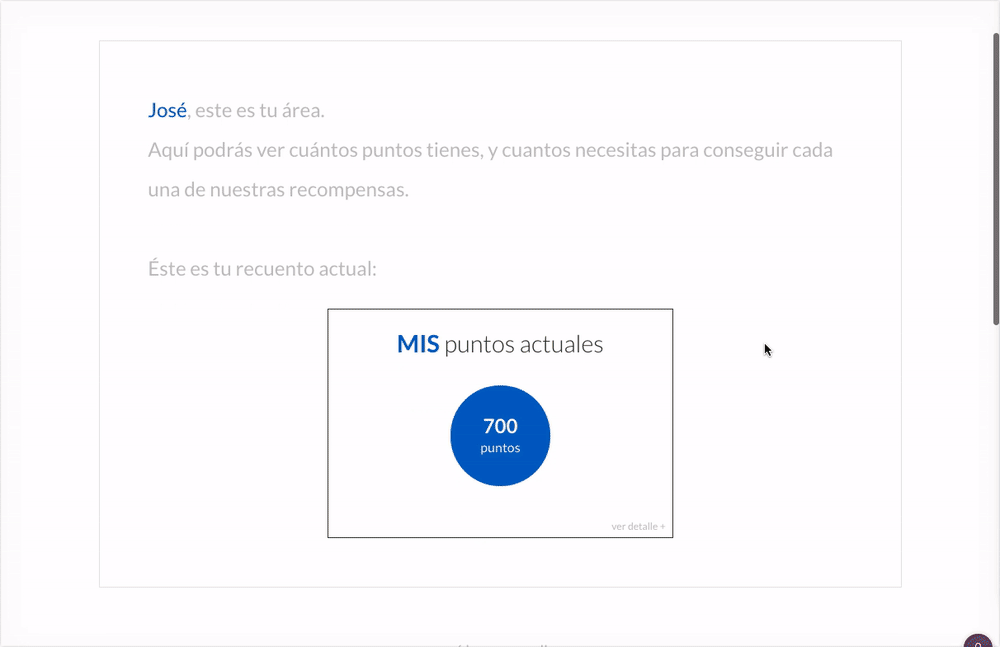 José, este es tu área.
Aquí podrás ver cuántos puntos tienes, y cuantos necesitas para conseguir cada
una de nuestras recompensas.
Éste es tu recuento actual:
MIS puntos actuales
700
puntos
ver detalle +